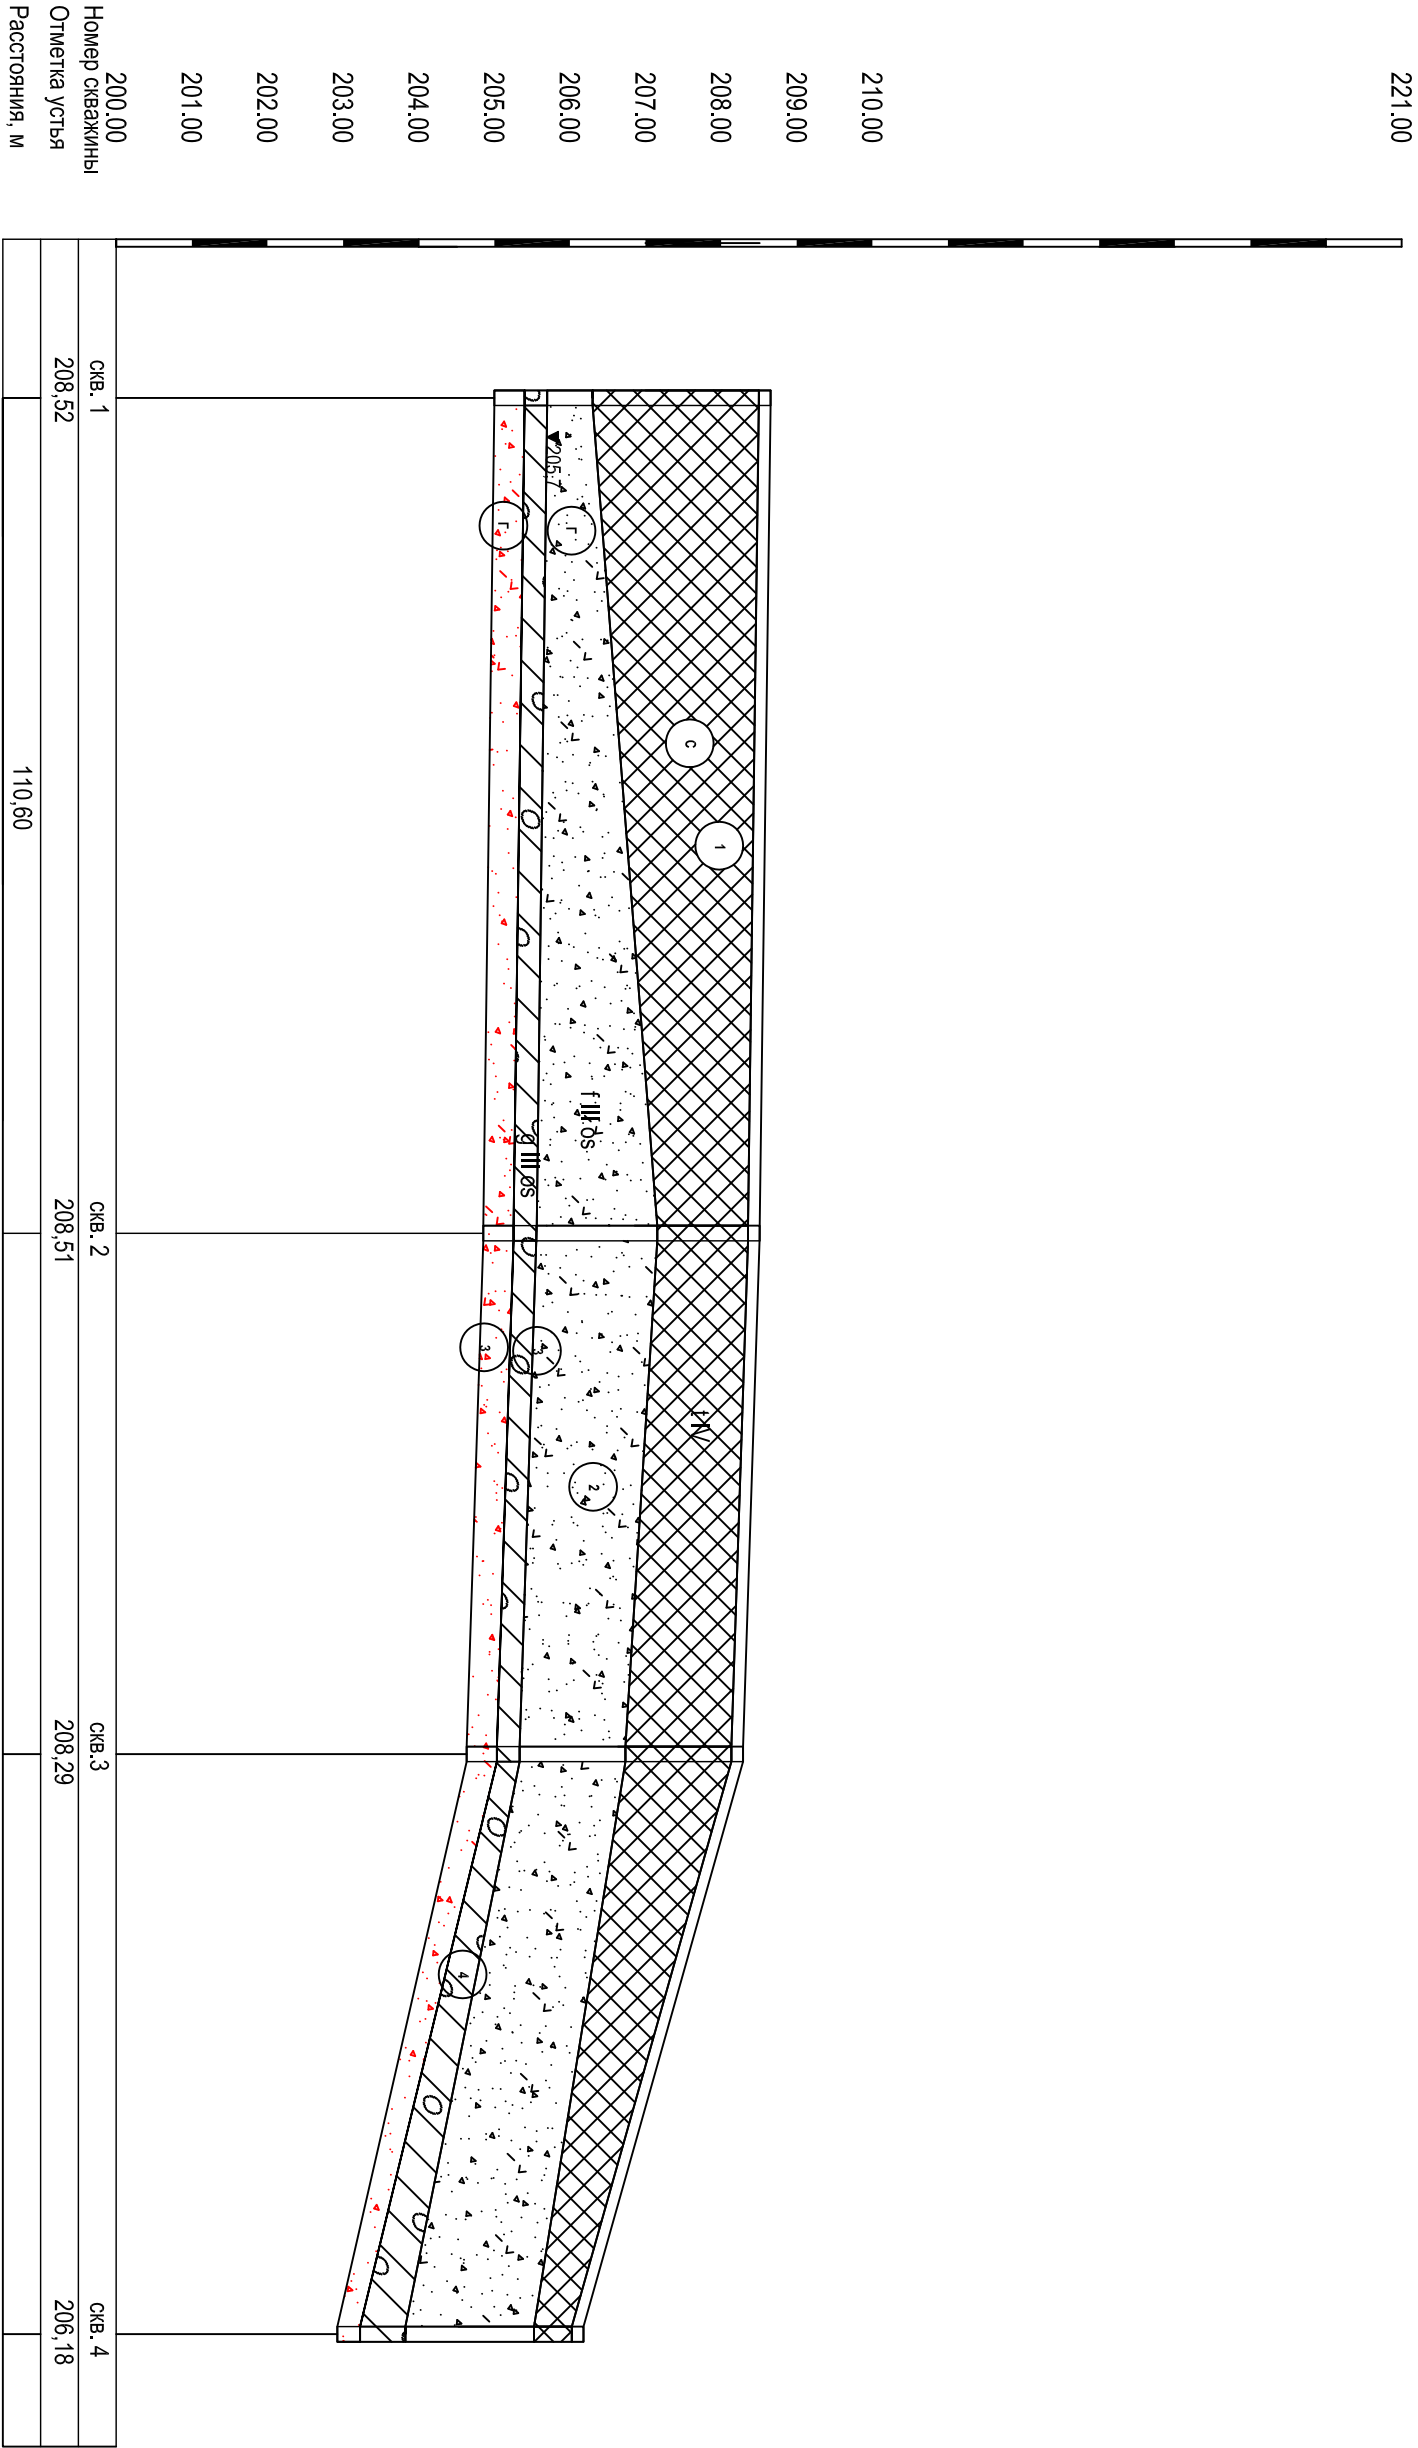 221.00
210.00
209.00
208.00
207.00
206.00
205.00
204.00
203.00
202.00
201.00
200.00
1
с
t IV
205,7
Г
f III os
2
g III os
3
Г
3
4
Номер скважины
скв. 1
скв. 2
скв.3
скв. 4
Отметка устья
208,52
208,51
208,29
206,18
Расстояния, м
110,60